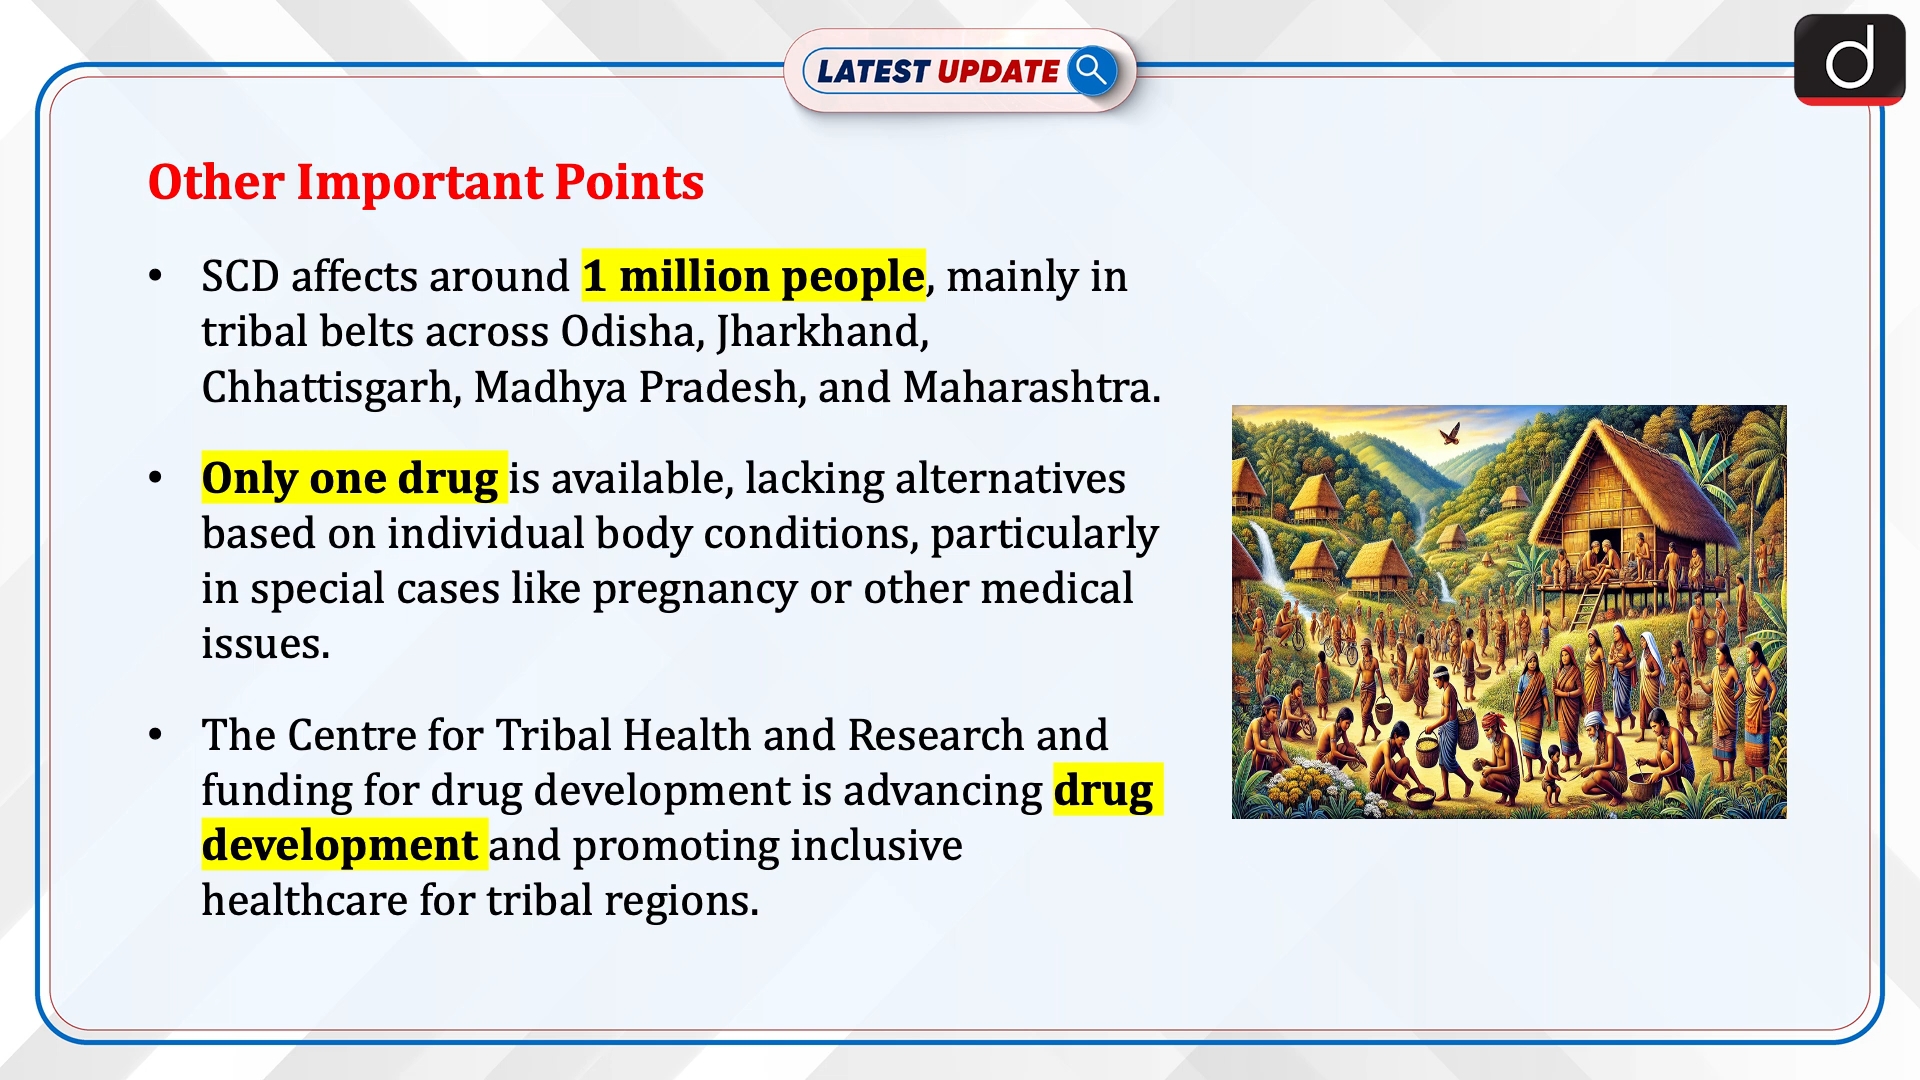 LATEST UPDATE
d
Other Important Points
• SCD affects around 1 million people, mainly in
tribal belts across Odisha, Jharkhand,
Chhattisgarh, Madhya Pradesh, and Maharashtra.
• Only one drug is available, lacking alternatives
based on individual body conditions, particularly
in special cases like pregnancy or other medical
issues.
• The Centre for Tribal Health and Research and
funding for drug development is advancing drug
development and promoting inclusive
healthcare for tribal regions.